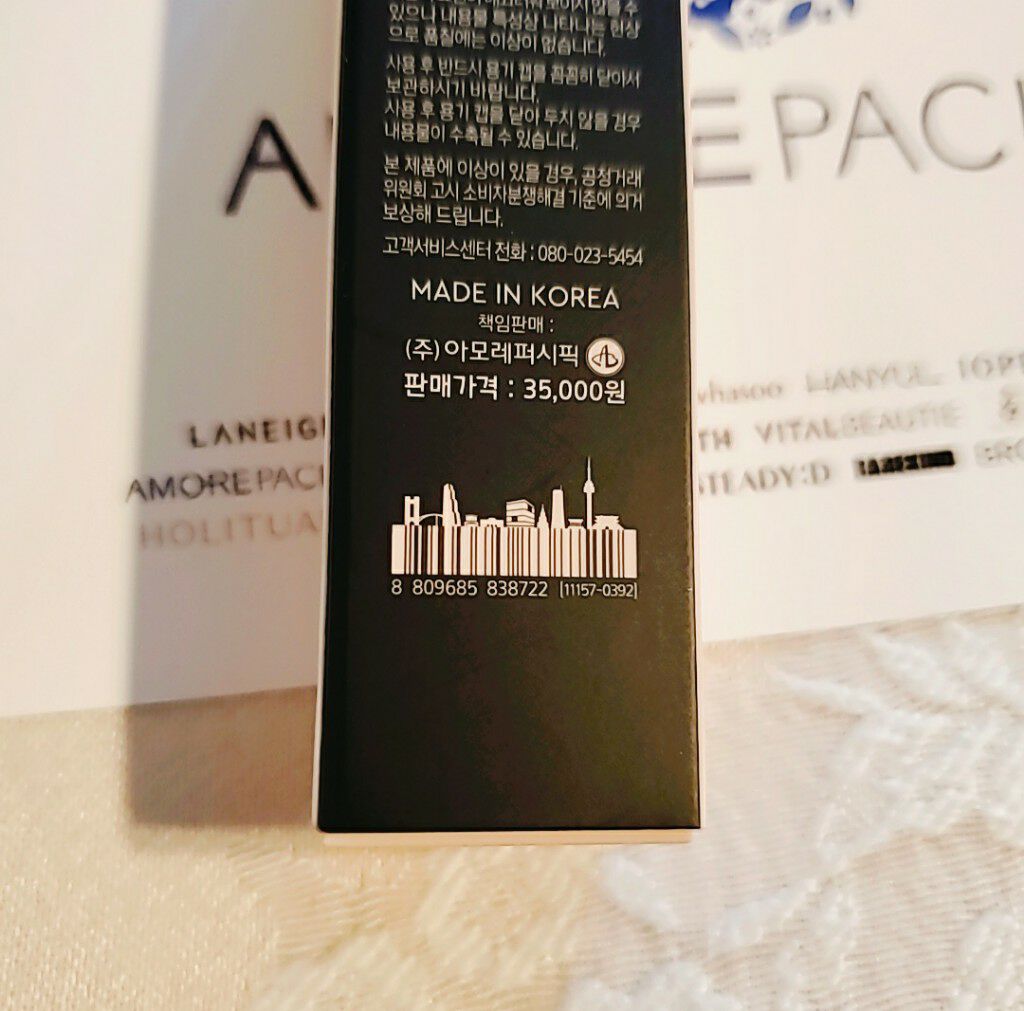 있으나 내용물 특성상 나타나는 현상
으로 품질에는 이상이 없습니다.
사용 후 반드시 용기 캡을 꼼꼼히 닫아서
보관하시기 바랍니다.
사용 후 용기 캡을 닫아 두지 않을 경우
내용물이 수축될 수 있습니다.
본 제품에 이상이 있을 경우, 공정거래
위원회 고시 소비자분쟁해결 기준에 의거
보상해 드립니다.
고객서비스센터 전화 : 080-023-5454
MADE IN KOREA
책임판매 :
(주)아모레퍼시픽
판매가격 : 35,000원
8 809685 838722 [11157-0392]
A EPACI
LANEIG
whasoo HANYUL IOPE
TH VITALBEAUTIE
AMOREPAC STEADY:D BRO
HOLITUA